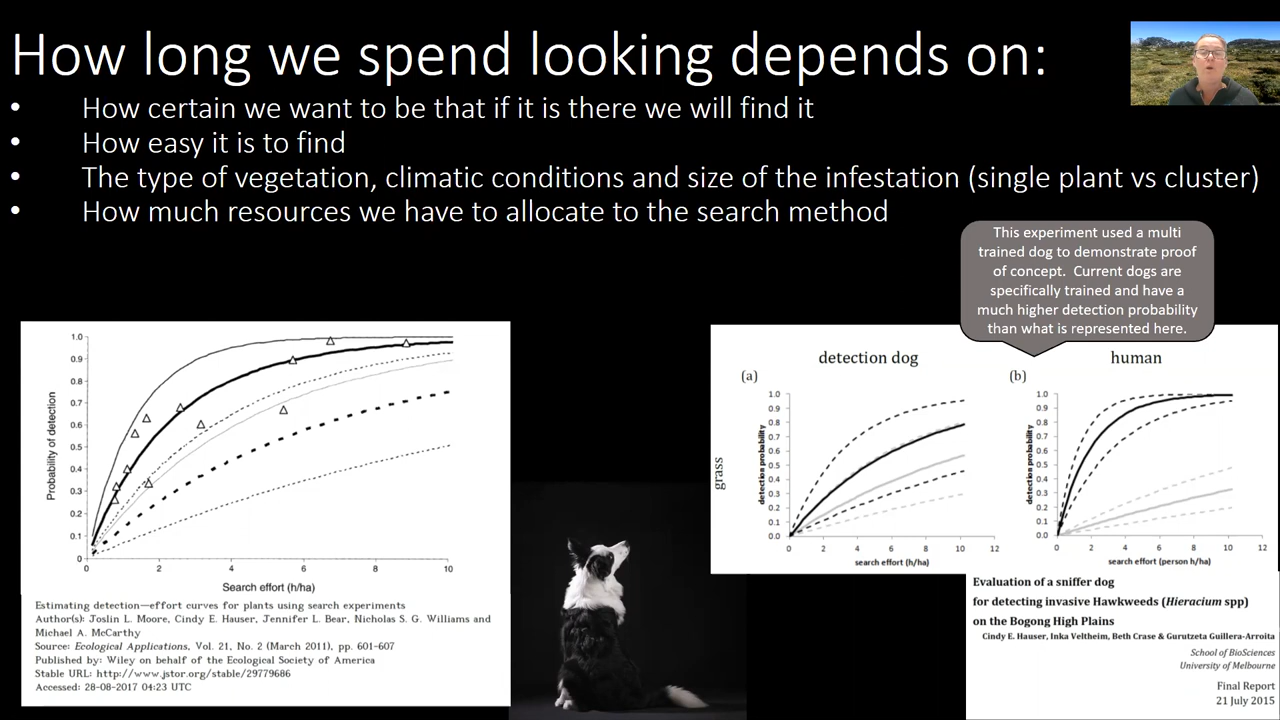 How long we spend looking depends on:
• How certain we want to be that if it is there we will find it
• How easy it is to find
• The type of vegetation, climatic conditions and size of the infestation (single plant vs cluster)
• How much resources we have to allocate to the search method
This experiment used a multi
trained dog to demonstrate proof
of concept. Current dogs are
specifically trained and have a
much higher detection probability
than what is represented here.
Probability of detection
1.0
0.9
0.8
0.7
0.6
0.5
0.4
0.3
0.2
0.1
0
0 2 4 6 8 10
Search effort (h/ha)
Estimating detection—effort curves for plants using search experiments
Author(s): Joslin L. Moore, Cindy E. Hauser, Jennifer L. Bear, Nicholas S. G. Williams and
Michael A. McCarthy
Source: Ecological Applications, Vol. 21, No. 2 (March 2011), pp. 601-607
Published by: Wiley on behalf of the Ecological Society of America
Stable URL: http://www.jstor.org/stable/29779686
Accessed: 28-08-2017 04:23 UTC
detection dog
(a)
grass
detection probability
1.0
0.9
0.8
0.7
0.6
0.5
0.4
0.3
0.2
0.1
0.0
0 2 4 6 8 10 12
search effort (h/ha)
human
(b)
detection probability
1.0
0.9
0.8
0.7
0.6
0.5
0.4
0.3
0.2
0.1
0.0
0 2 4 6 8 10 12
search effort (person h/ha)
Evaluation of a sniffer dog
for detecting invasive Hawkweeds (Hieracium spp)
on the Bogong High Plains
Cindy E. Hauser, Inka Veltheim, Beth Crase & Gurutzeta Guillera-Arroita
School of BioSciences
University of Melbourne
Final Report
21 July 2015